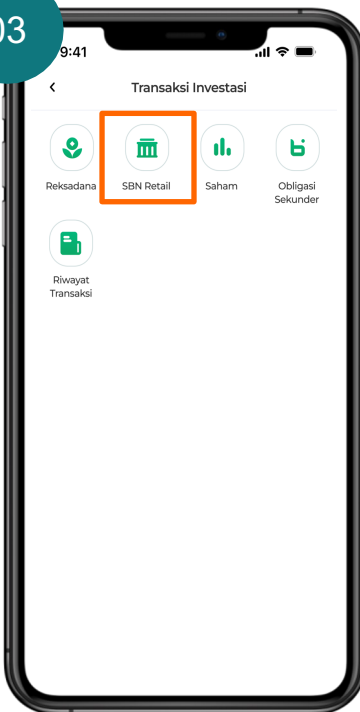 03
9:41
Transaksi Investasi
Reksadana
SBN Retail
Saham
Obligasi
Sekunder
Riwayat
Transaksi